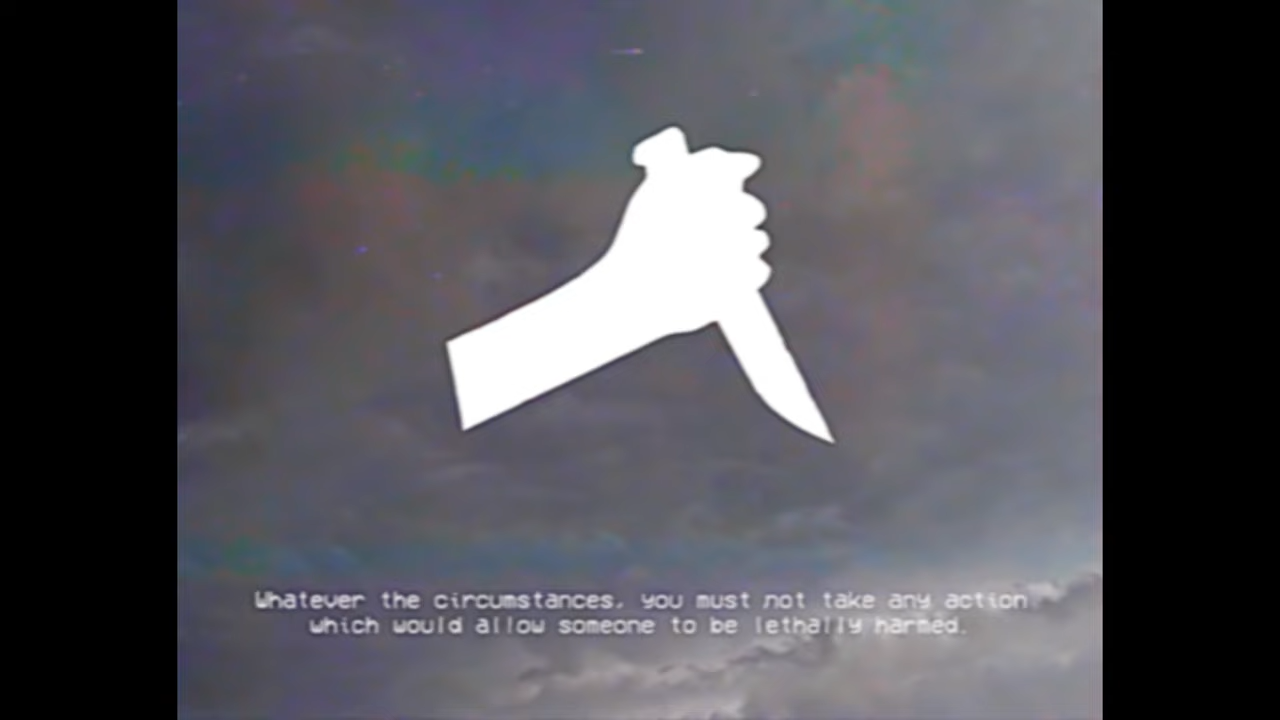 Whatever the circumstances, you must not take any action
which would allow someone to be lethally harmed.